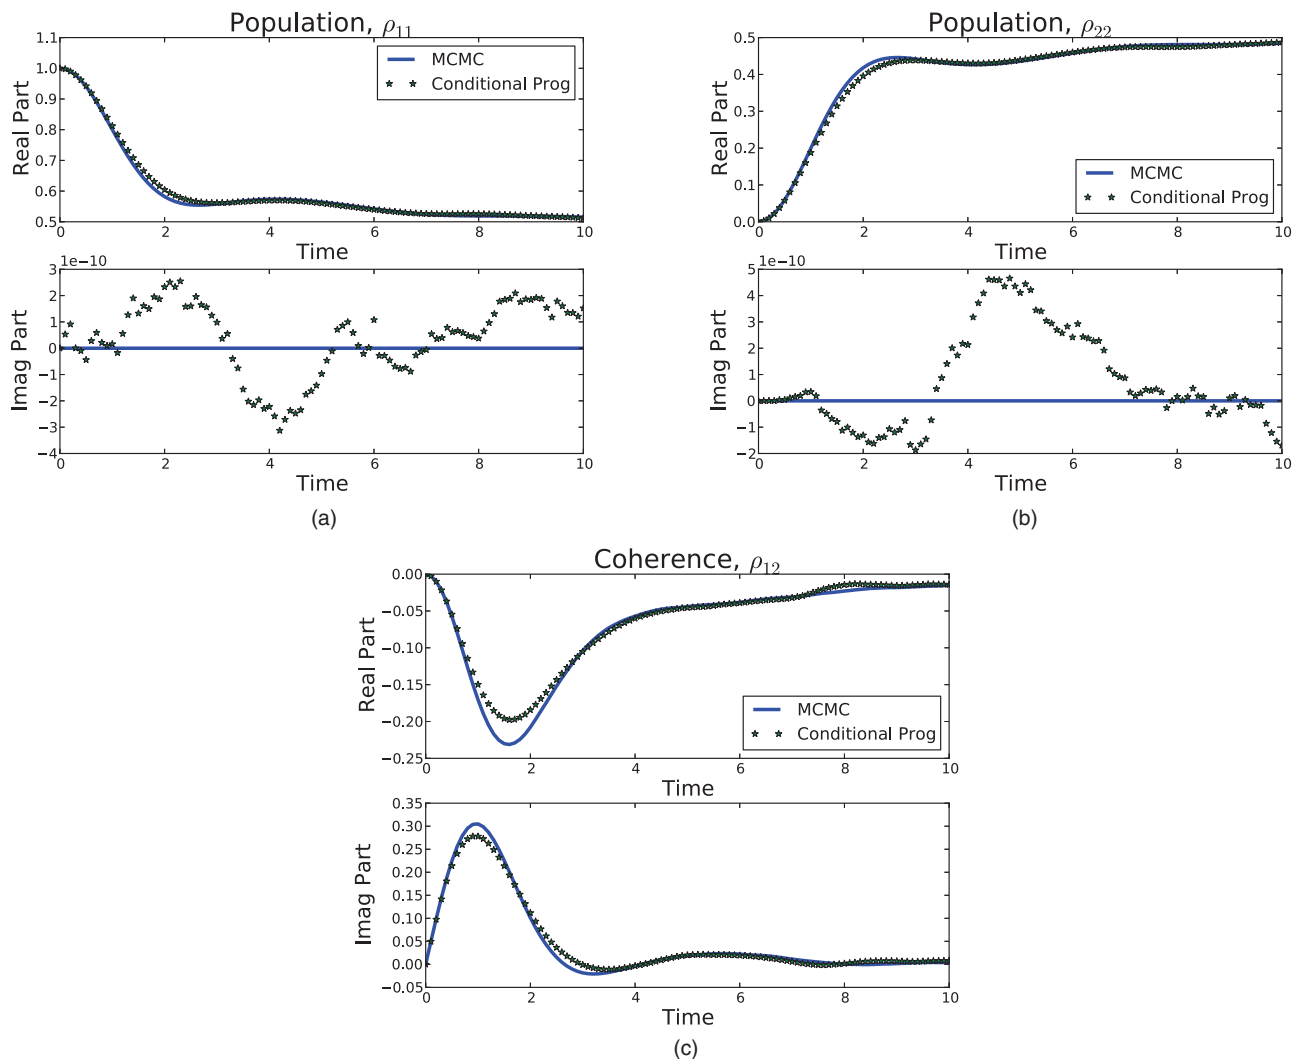 Population, ρ11
Real Part
1.1
1.0
0.9
0.8
0.7
0.6
0.5
MCMC
Conditional Prog
0 2 4 6 8 10
Time
1e−10
Imag Part
3
2
1
0
−1
−2
−3
−4
0 2 4 6 8 10
Time
(a)
Population, ρ22
Real Part
0.5
0.4
0.3
0.2
0.1
0.0
MCMC
Conditional Prog
0 2 4 6 8 10
Time
1e−10
Imag Part
5
4
3
2
1
0
−1
−2
0 2 4 6 8 10
Time
(b)
Coherence, ρ12
Real Part
0.00
−0.05
−0.10
−0.15
−0.20
−0.25
MCMC
Conditional Prog
0 2 4 6 8 10
Time
Imag Part
0.35
0.30
0.25
0.20
0.15
0.10
0.05
0.00
−0.05
0 2 4 6 8 10
Time
(c)